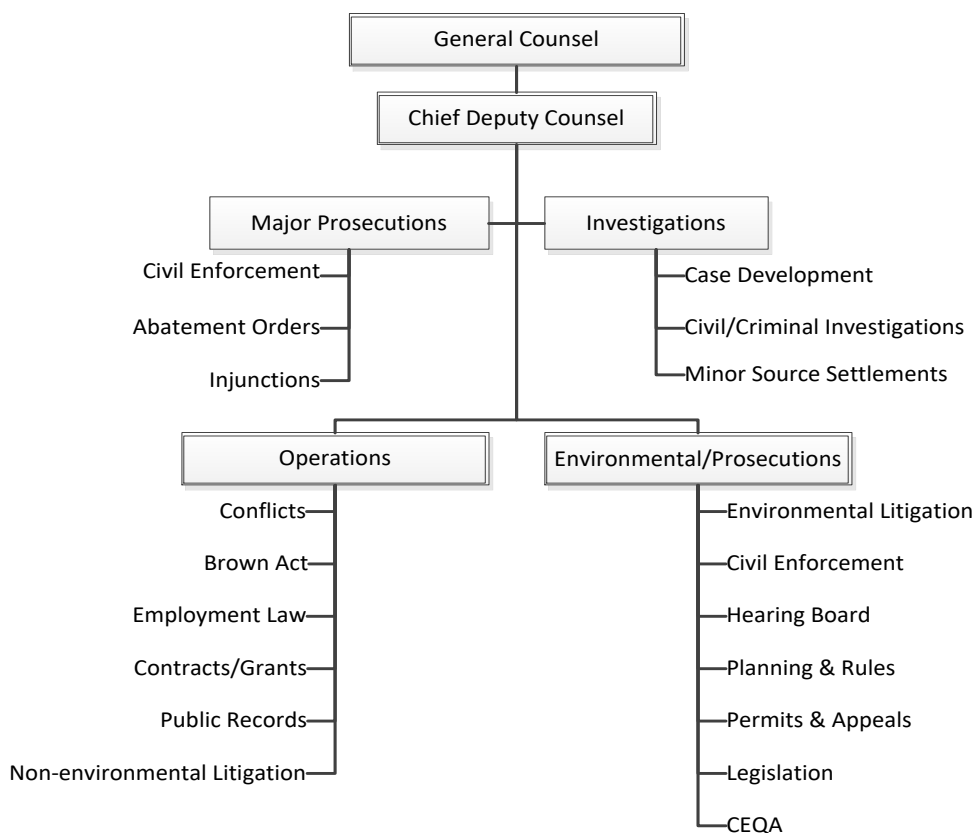 General Counsel
Chief Deputy Counsel
Major Prosecutions
Civil Enforcement
Abatement Orders
Injunctions
Investigations
Case Development
Civil/Criminal Investigations
Minor Source Settlements
Operations
Conflicts
Brown Act
Employment Law
Contracts/Grants
Public Records
Non-environmental Litigation
Environmental/Prosecutions
Environmental Litigation
Civil Enforcement
Hearing Board
Planning & Rules
Permits & Appeals
Legislation
CEQA